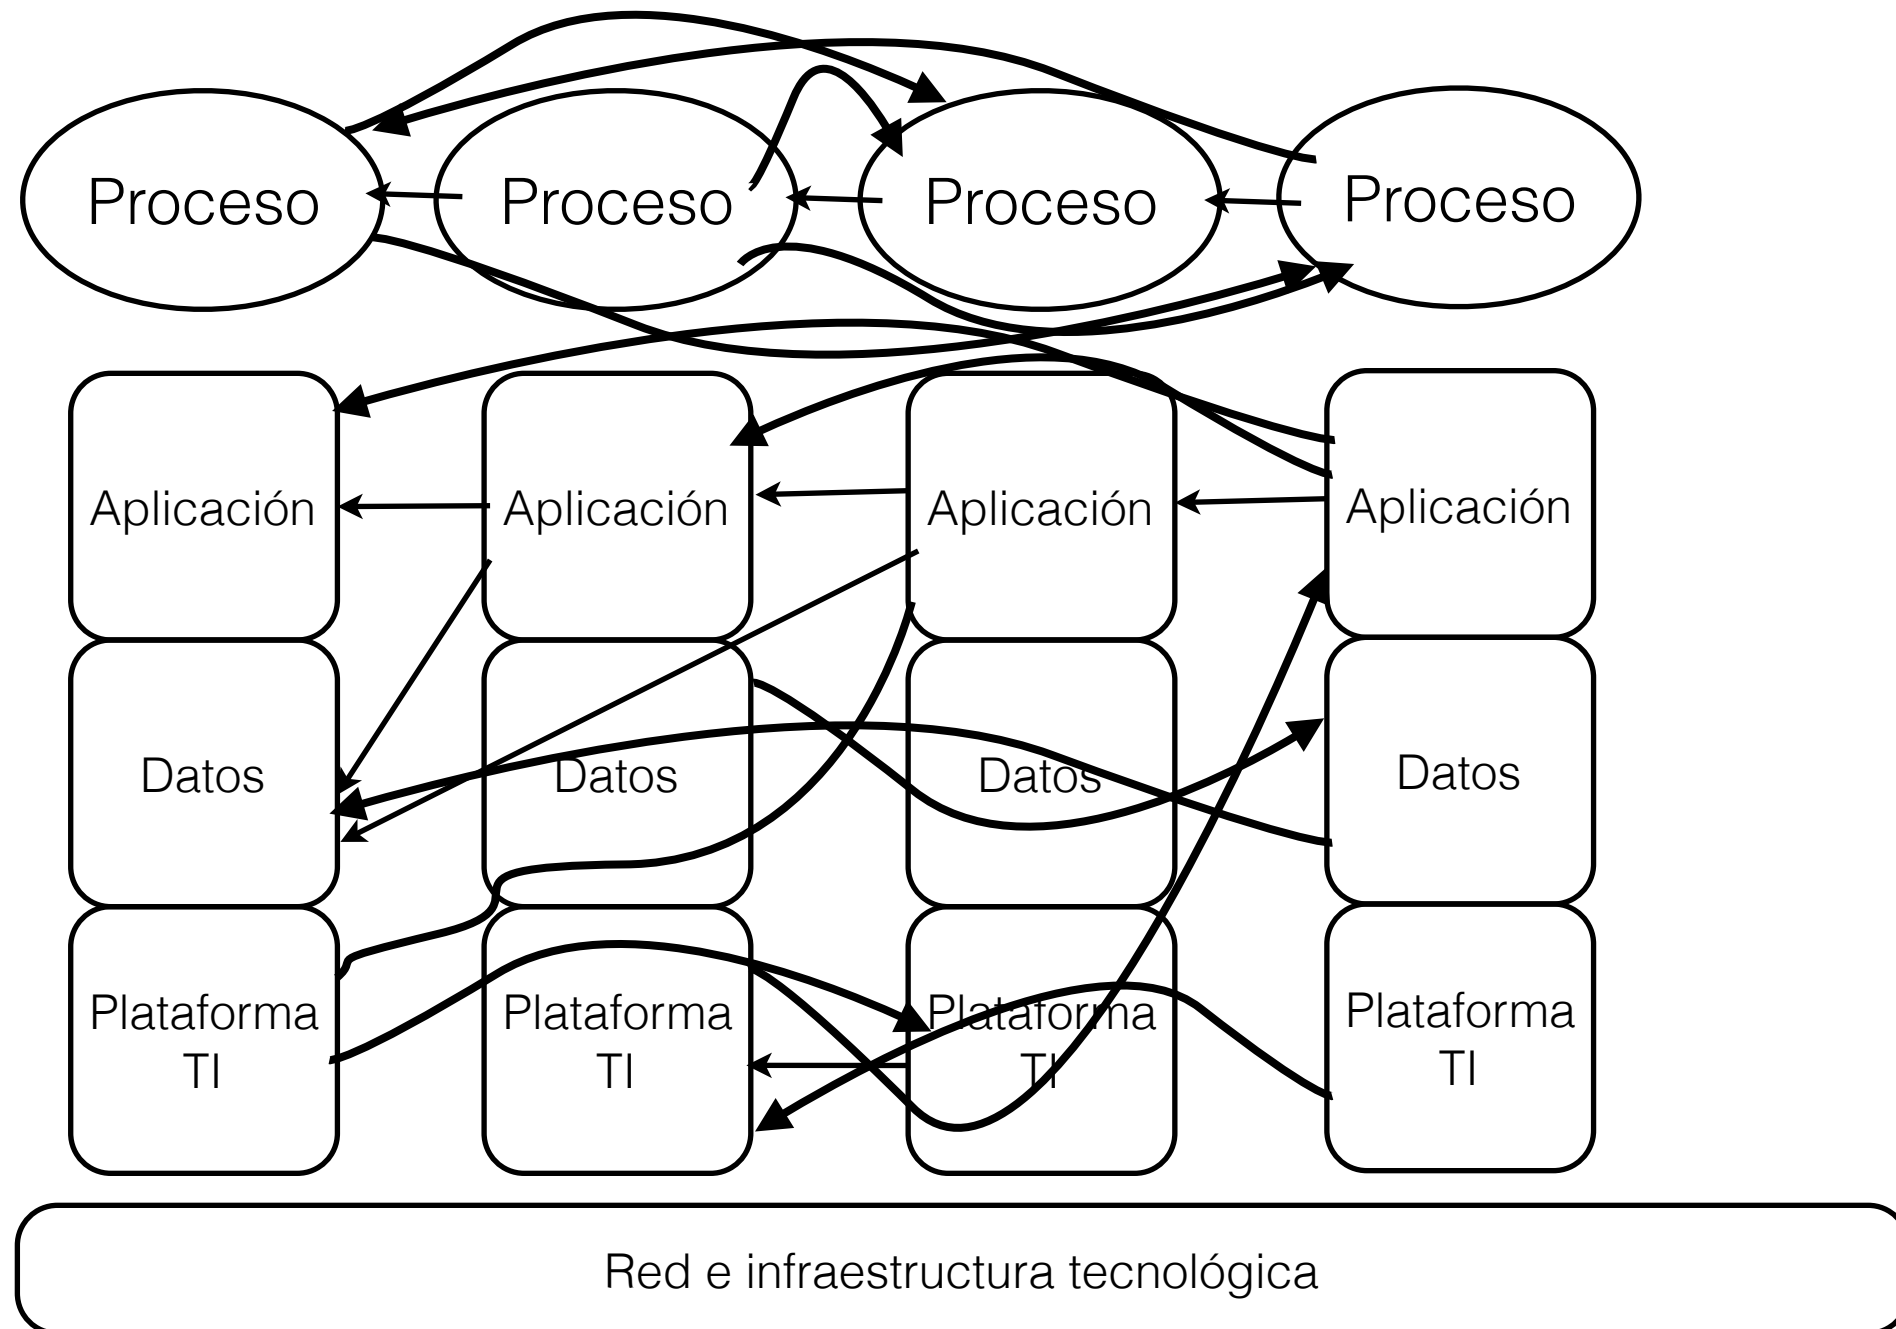 Proceso
Proceso
Proceso
Proceso
Aplicación
Aplicación
Aplicación
Aplicación
Datos
Datos
Datos
Datos
Plataforma
TI
Plataforma
TI
Plataforma
TI
Plataforma
TI
Red e infraestructura tecnológica